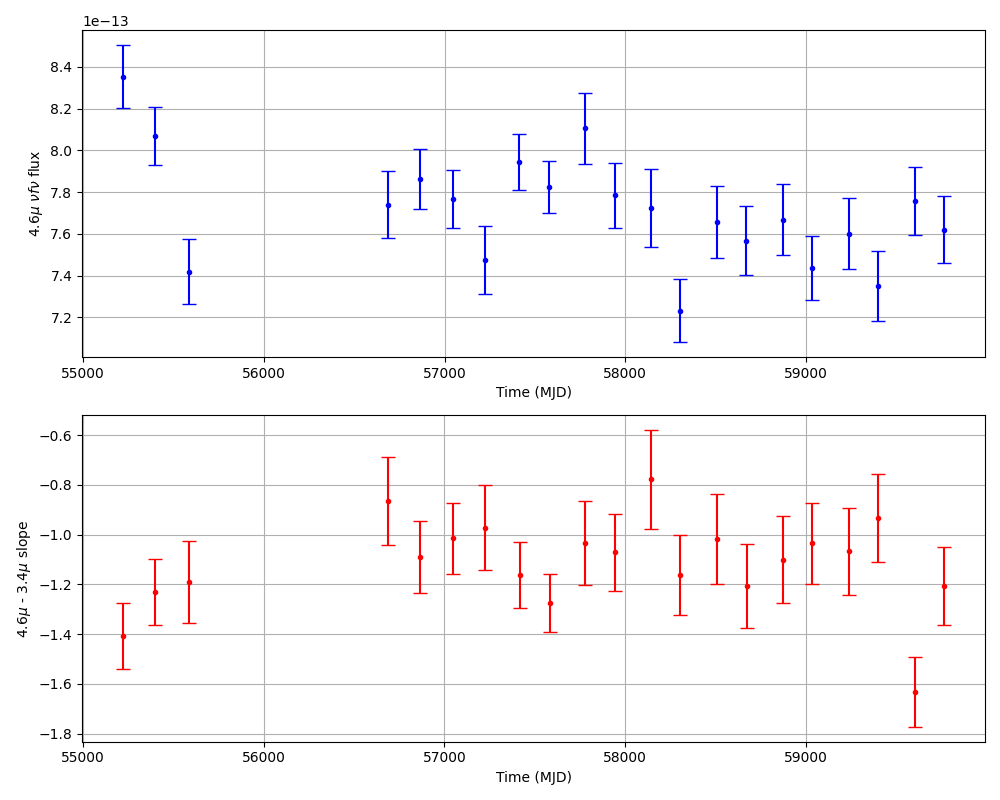 1e−13
8.4
8.2
8.0
7.8
7.6
7.4
7.2
4.6μ νfν flux
55000 56000 57000 58000 59000
Time (MJD)
−0.6
−0.8
−1.0
−1.2
−1.4
−1.6
−1.8
4.6μ - 3.4μ slope
55000 56000 57000 58000 59000
Time (MJD)